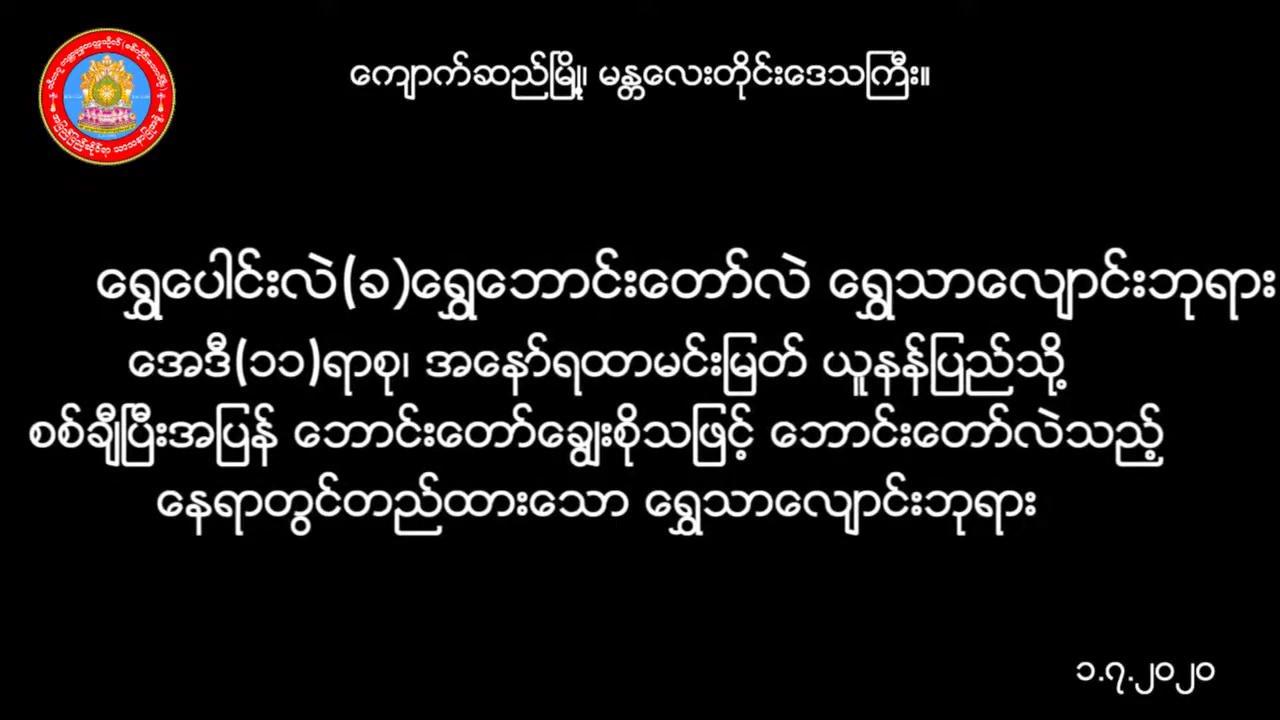 ကျောက်ဆည်မြို့၊ မန္တလေးတိုင်းဒေသကြီး။
ရွှေပေါင်းလဲ(ခ)ရွှေဘောင်းတော်လဲ ရွှေသာလျောင်းဘုရား
အေဒီ(၁၁)ရာစု၊ အနော်ရထာမင်းမြတ် ယူနန်ပြည်သို့
စစ်ချီပြီးအပြန် ဘောင်းတော်ချွေးစိုသဖြင့် ဘောင်းတော်လဲသည့်
နေရာတွင်တည်ထားသော ရွှေသာလျောင်းဘုရား
၁.၇.၂၀၂၀